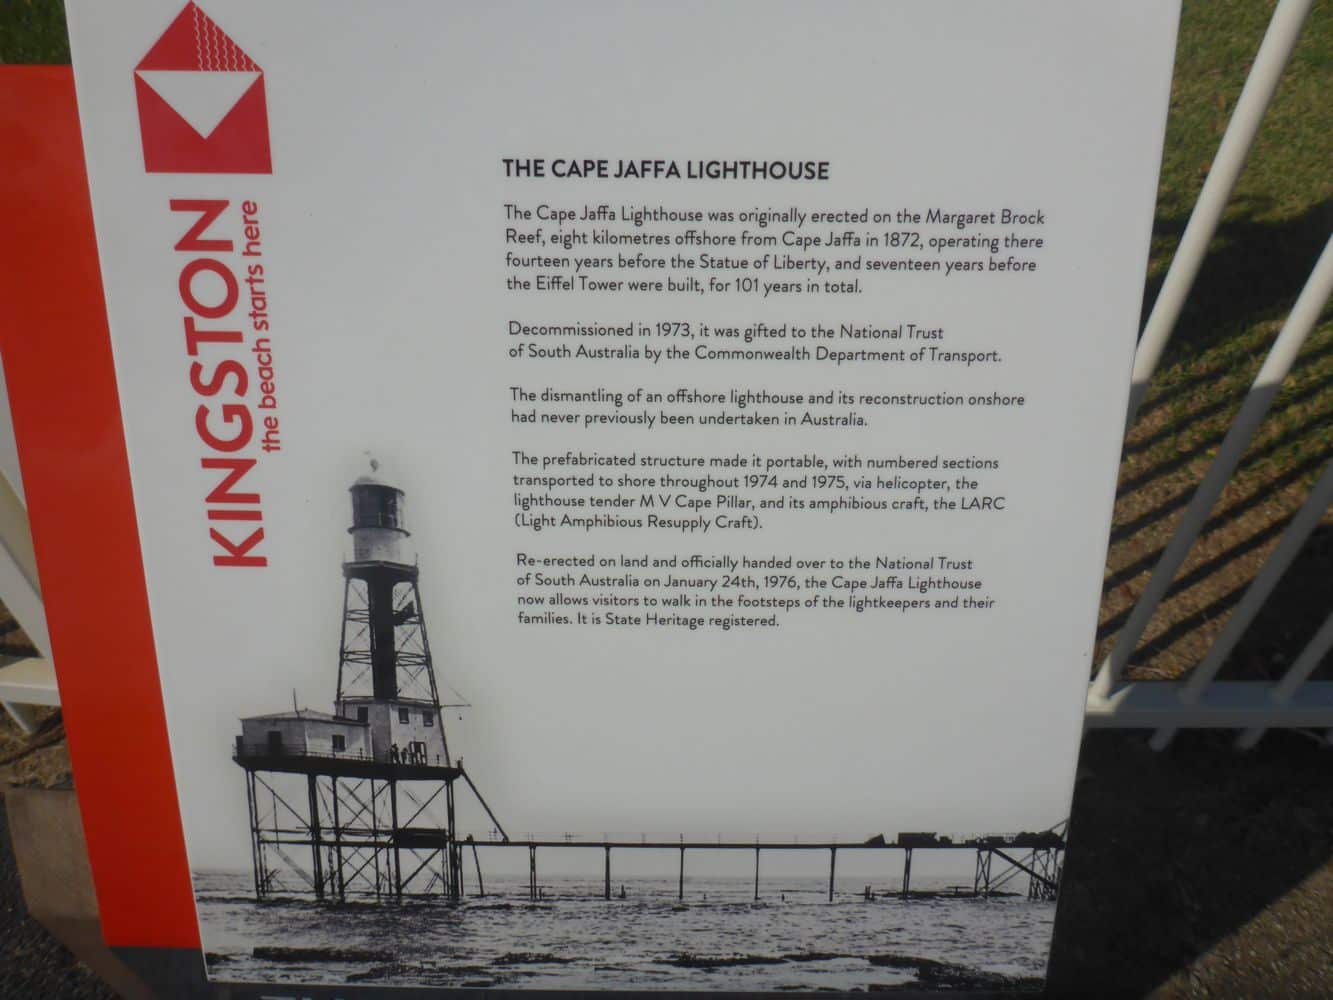 KINGSTON
the beach starts here
THE CAPE JAFFA LIGHTHOUSE
The Cape Jaffa Lighthouse was originally erected on the Margaret Brock
Reef, eight kilometres offshore from Cape Jaffa in 1872, operating there
fourteen years before the Statue of Liberty, and seventeen years before
the Eiffel Tower were built, for 101 years in total.
Decommissioned in 1973, it was gifted to the National Trust
of South Australia by the Commonwealth Department of Transport.
The dismantling of an offshore lighthouse and its reconstruction onshore
had never previously been undertaken in Australia.
The prefabricated structure made it portable, with numbered sections
transported to shore throughout 1974 and 1975, via helicopter, the
lighthouse tender M V Cape Pillar, and its amphibious craft, the LARC
(Light Amphibious Resupply Craft).
Re-erected on land and officially handed over to the National Trust
of South Australia on January 24th, 1976, the Cape Jaffa Lighthouse
now allows visitors to walk in the footsteps of the lightkeepers and their
families. It is State Heritage registered.